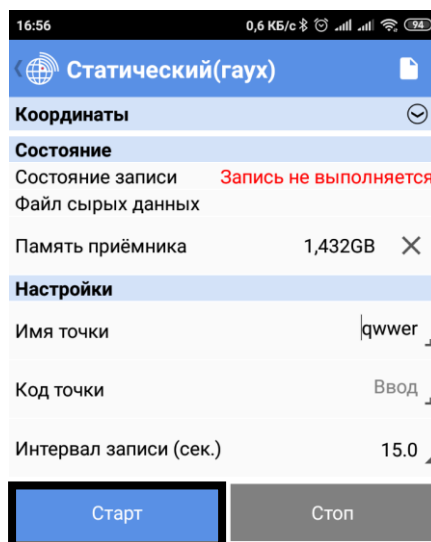 16:56 0,6 КБ/с 94
Статический(гаух)
Координаты
Состояние
Состояние записи Запись не выполняется
Файл сырых данных
Память приёмника 1,432GB
Настройки
Имя точки qwwer
Код точки Ввод
Интервал записи (сек.) 15.0
Старт Стоп